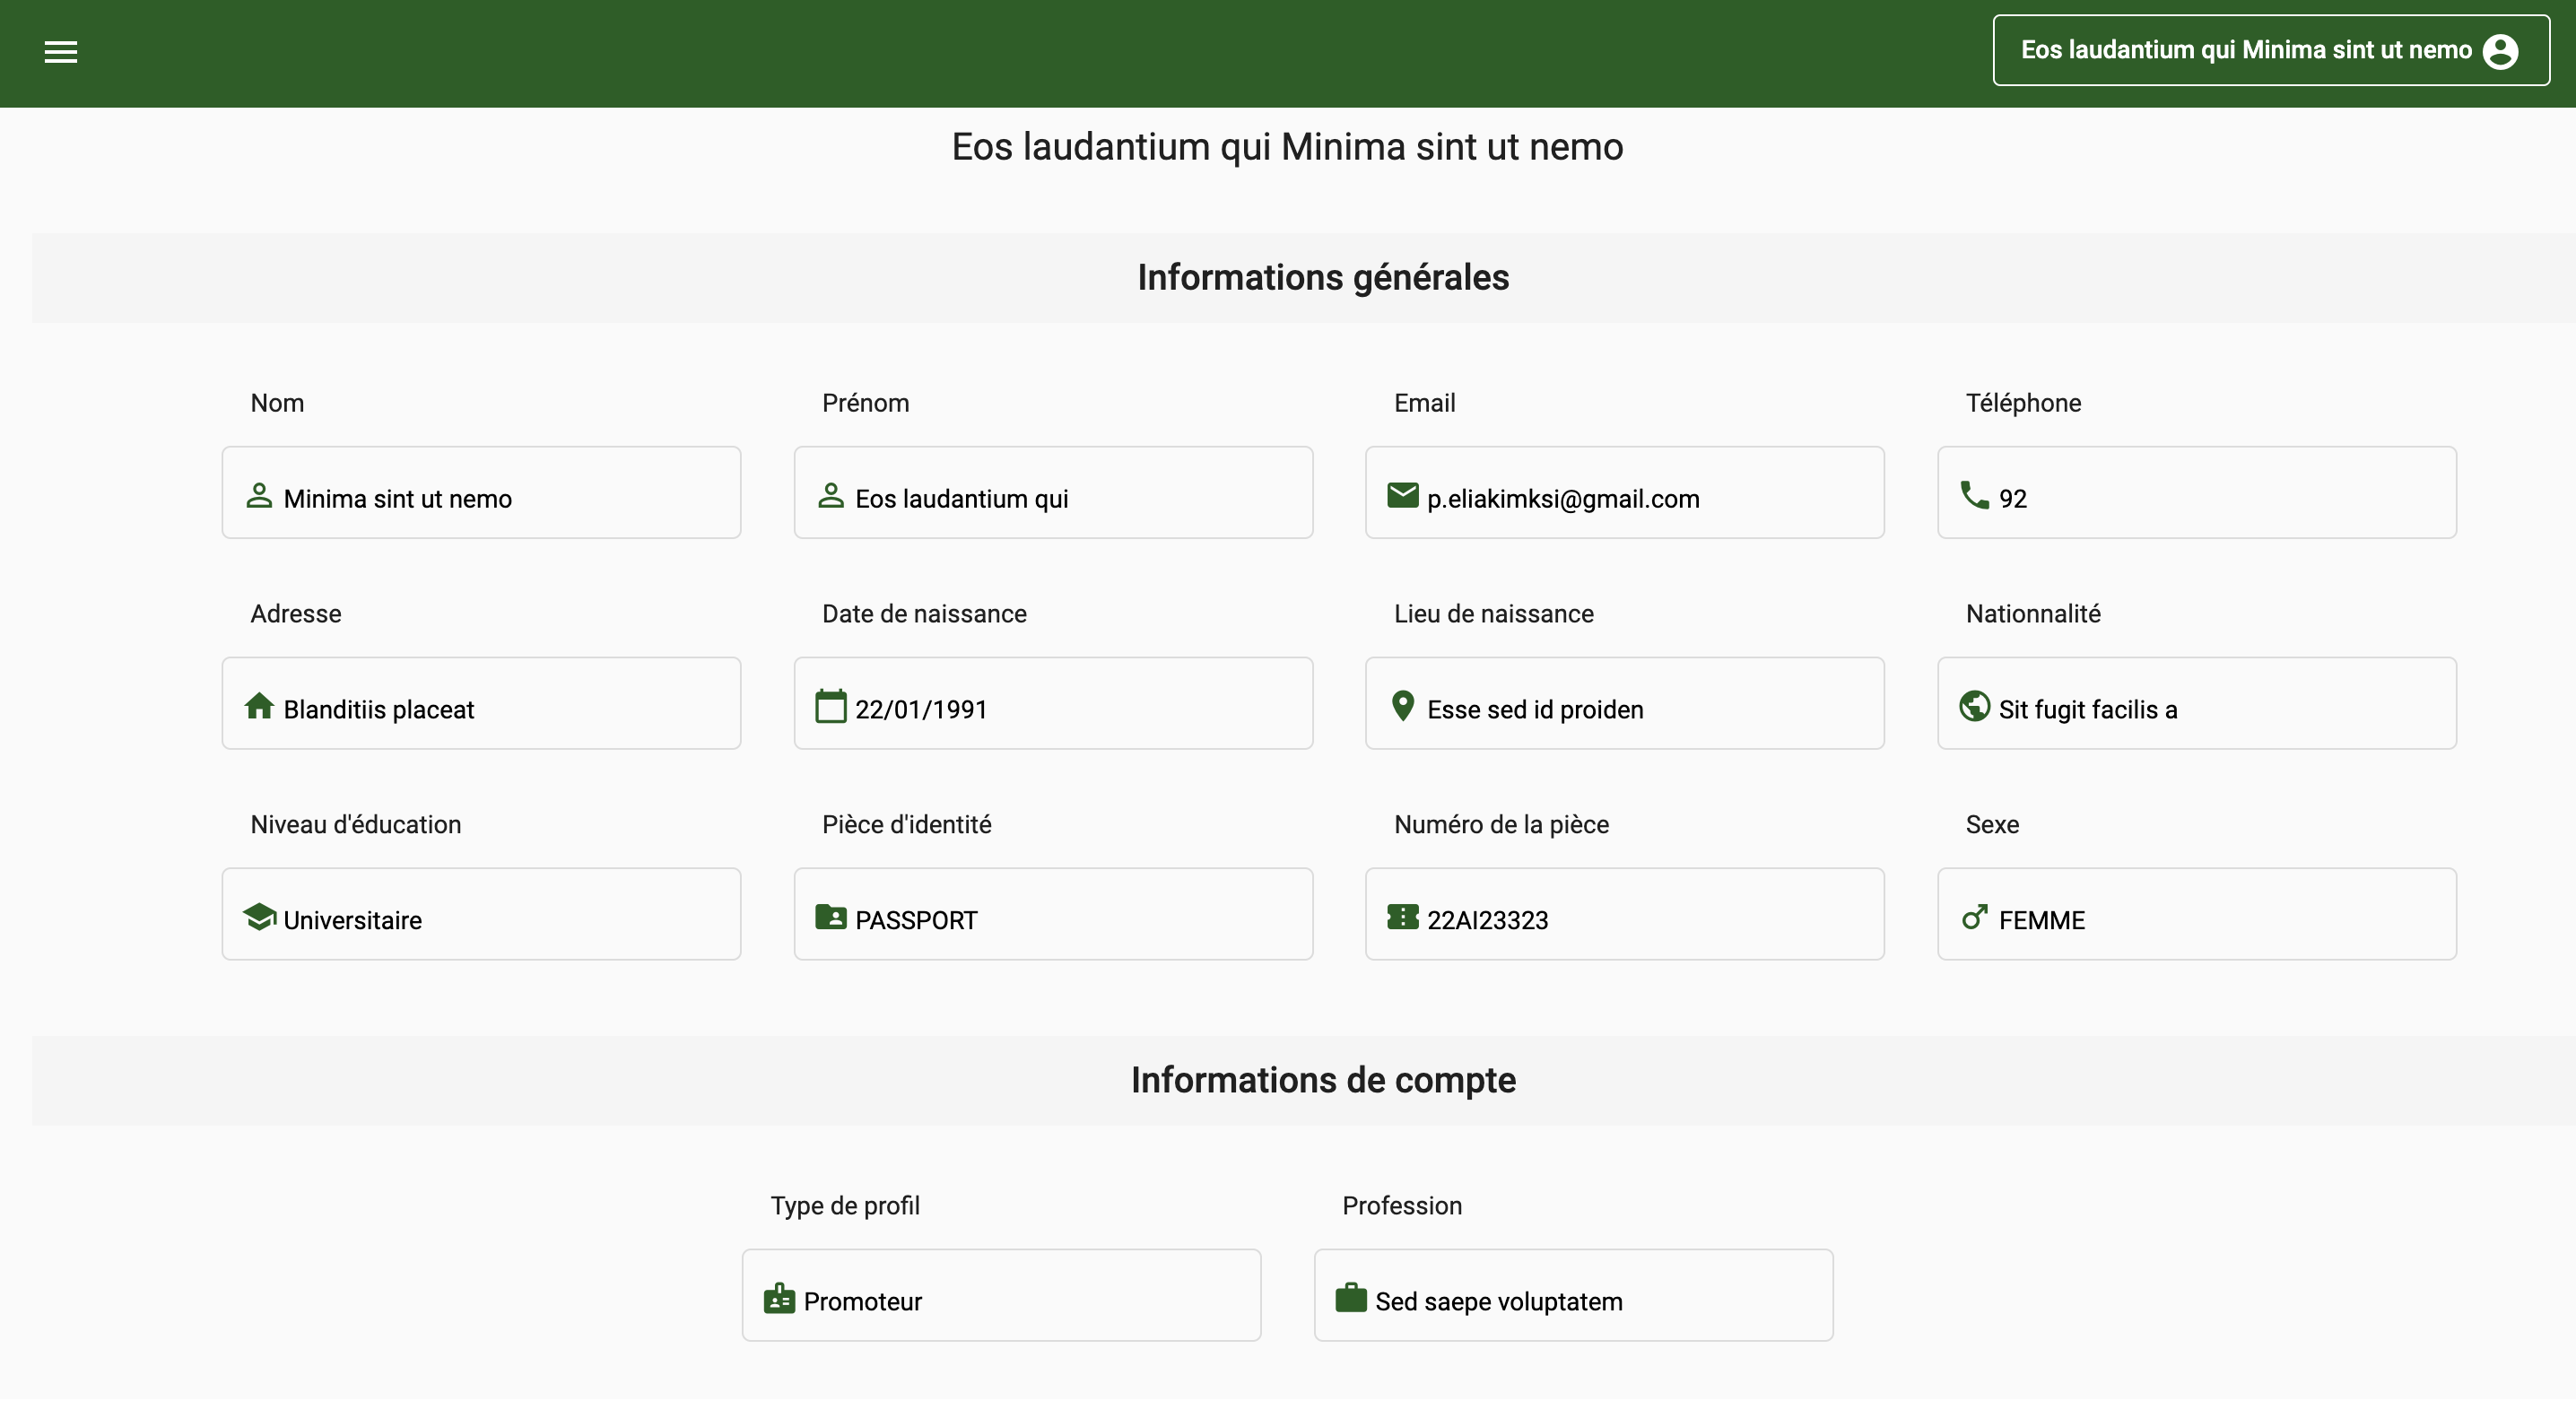 Eos laudantium qui Minima sint ut nemo
Eos laudantium qui Minima sint ut nemo
Informations générales
Nom
Prénom
Email
Téléphone
Minima sint ut nemo
Eos laudantium qui
p.eliakimksi@gmail.com
92
Adresse
Date de naissance
Lieu de naissance
Nationnalité
Blanditiis placeat
22/01/1991
Esse sed id proiden
Sit fugit facilis a
Niveau d'éducation
Pièce d'identité
Numéro de la pièce
Sexe
Universitaire
PASSPORT
22AI23323
FEMME
Informations de compte
Type de profil
Profession
Promoteur
Sed saepe voluptatem